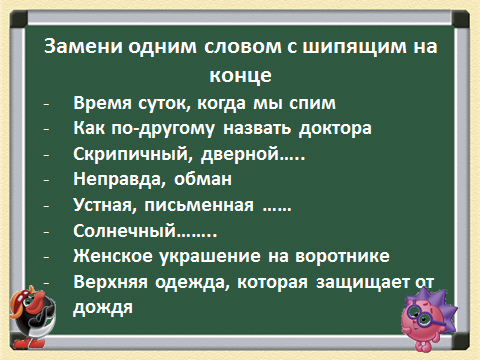 Замени одним словом с шипящим на
конце
- Время суток, когда мы спим
- Как по-другому назвать доктора
- Скрипичный, дверной…..
- Неправда, обман
- Устная, письменная ……
- Солнечный……..
- Женское украшение на воротнике
- Верхняя одежда, которая защищает от
дождя